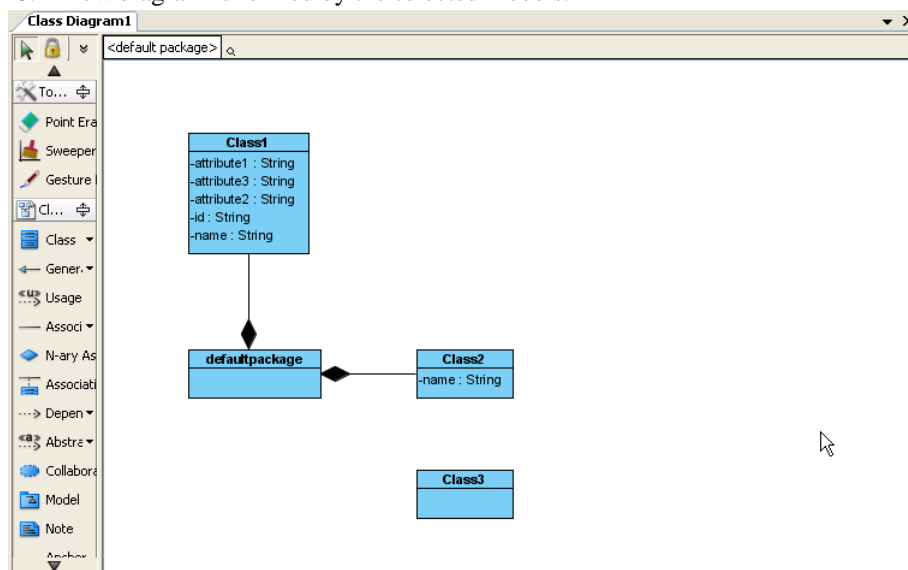 Class Diagram1
<default package>
To...
Point Era
Sweeper
Gesture
Cl...
Class
Gener.
«u» Usage
Associ
N-ary As
Associati
Depen
«a» Abstra
Collabora
Model
Note
Class1
-attribute1 : String
-attribute3 : String
-attribute2 : String
-id : String
-name : String
defaultpackage
Class2
-name : String
Class3